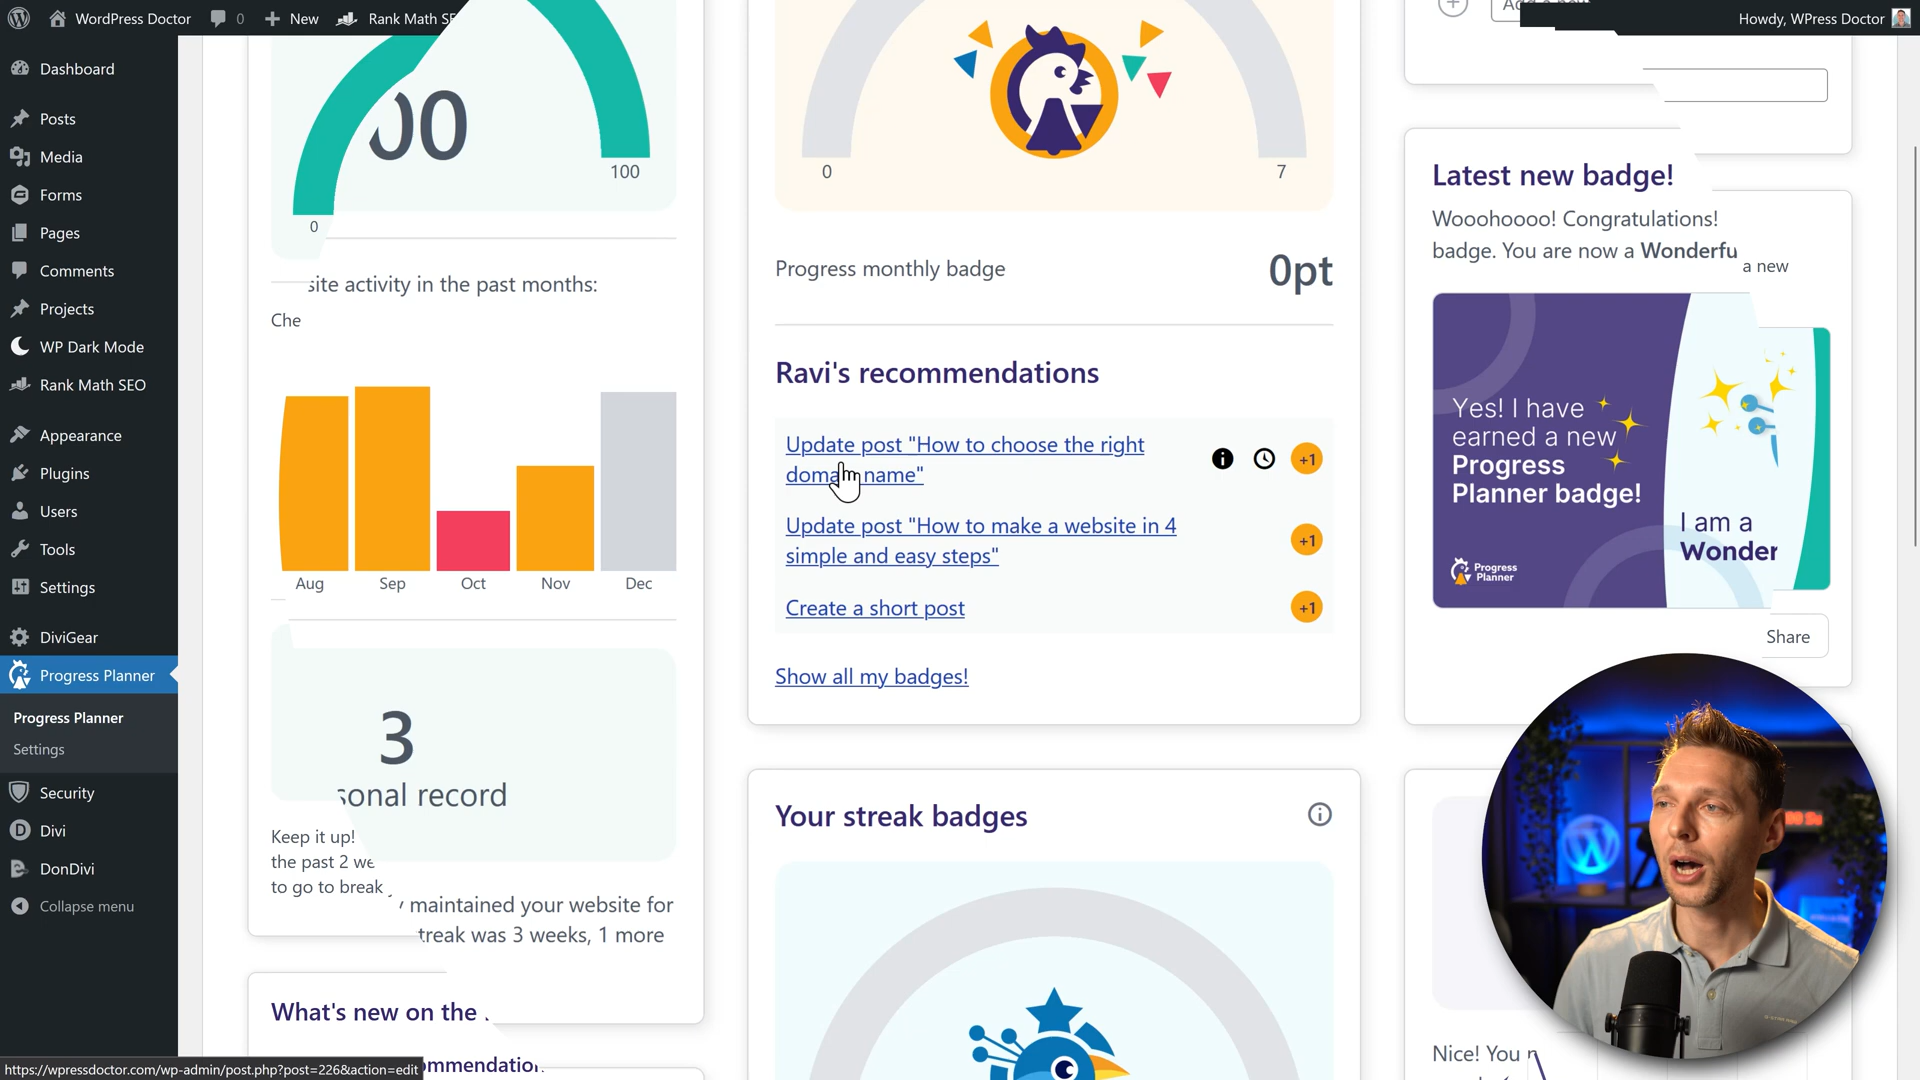 WordPress Doctor
0
New
Rank Math SE
Howdy, WPress Doctor
Dashboard
Posts
Media
Forms
Pages
Comments
Projects
WP Dark Mode
Rank Math SEO
Appearance
Plugins
Users
Tools
Settings
DiviGear
Progress Planner
Progress Planner
Settings
Security
Divi
DonDivi
Collapse menu
00
100
0
site activity in the past months:
Che
Aug
Sep
Oct
Nov
Dec
3
sonal record
Keep it up!
the past 2 we
to go to break
y maintained your website for
treak was 3 weeks, 1 more
What's new on the
ommendation
0
7
Progress monthly badge
0pt
Ravi's recommendations
Update post "How to choose the right
domain name"
+1
Update post "How to make a website in 4
simple and easy steps"
+1
Create a short post
+1
Show all my badges!
Your streak badges
Latest new badge!
Wooohoooo! Congratulations!
badge. You are now a Wonderfu
a new
Yes! I have
earned a new
Progress
Planner badge!
Progress
Planner
I am a
Wonder
Share
Nice! You
https://wpressdoctor.com/wp-admin/post.php?post=226&action=edit